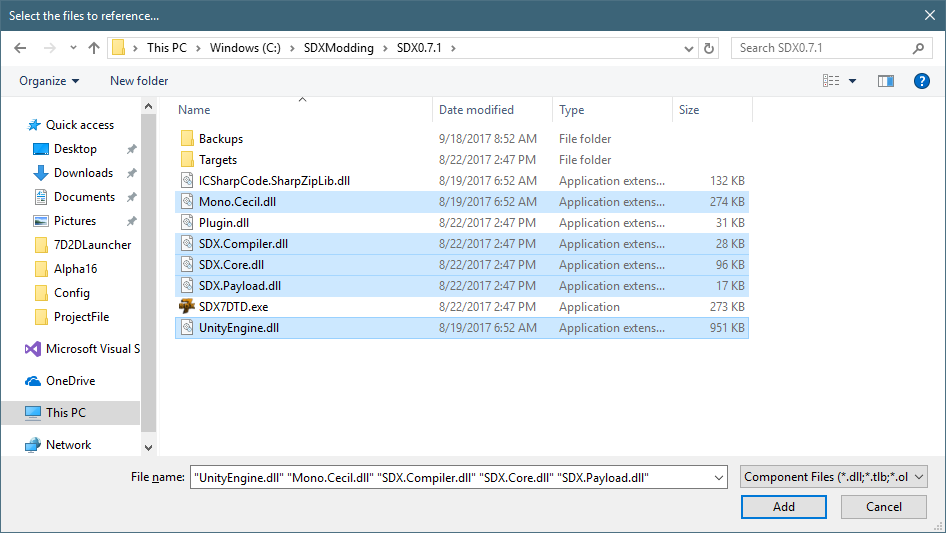 Select the files to reference...
This PC > Windows (C:) > SDXModding > SDX0.7.1 >
Search SDX0.7.1
Organize New folder
Name Date modified Type Size
Quick access
Desktop
Downloads
Documents
Pictures
7D2DLauncher
Alpha16
Config
ProjectFile
Microsoft Visual S
OneDrive
This PC
Network
Backups 9/18/2017 8:52 AM File folder
Targets 8/22/2017 2:47 PM File folder
ICSharpCode.SharpZipLib.dll 8/19/2017 6:52 AM Application extens... 132 KB
Mono.Cecil.dll 8/19/2017 6:52 AM Application extens... 274 KB
Plugin.dll 8/22/2017 2:47 PM Application extens... 31 KB
SDX.Compiler.dll 8/22/2017 2:47 PM Application extens... 28 KB
SDX.Core.dll 8/22/2017 2:47 PM Application extens... 96 KB
SDX.Payload.dll 8/22/2017 2:47 PM Application extens... 17 KB
SDX7DTD.exe 8/22/2017 2:47 PM Application 273 KB
UnityEngine.dll 8/19/2017 6:52 AM Application extens... 951 KB
File name: "UnityEngine.dll" "Mono.Cecil.dll" "SDX.Compiler.dll" "SDX.Core.dll" "SDX.Payload.dll"
Component Files (*.dll;*.tlb;*.ol
Add Cancel